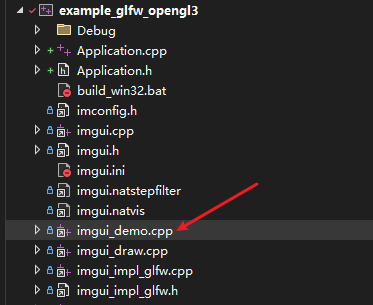 example_glfw_opengl3
Debug
Application.cpp
Application.h
build_win32.bat
imconfig.h
imgui.cpp
imgui.h
imgui.ini
imgui.natstepfilter
imgui.natvis
imgui_demo.cpp
imgui_draw.cpp
imgui_impl_glfw.cpp
imgui_impl_glfw.h